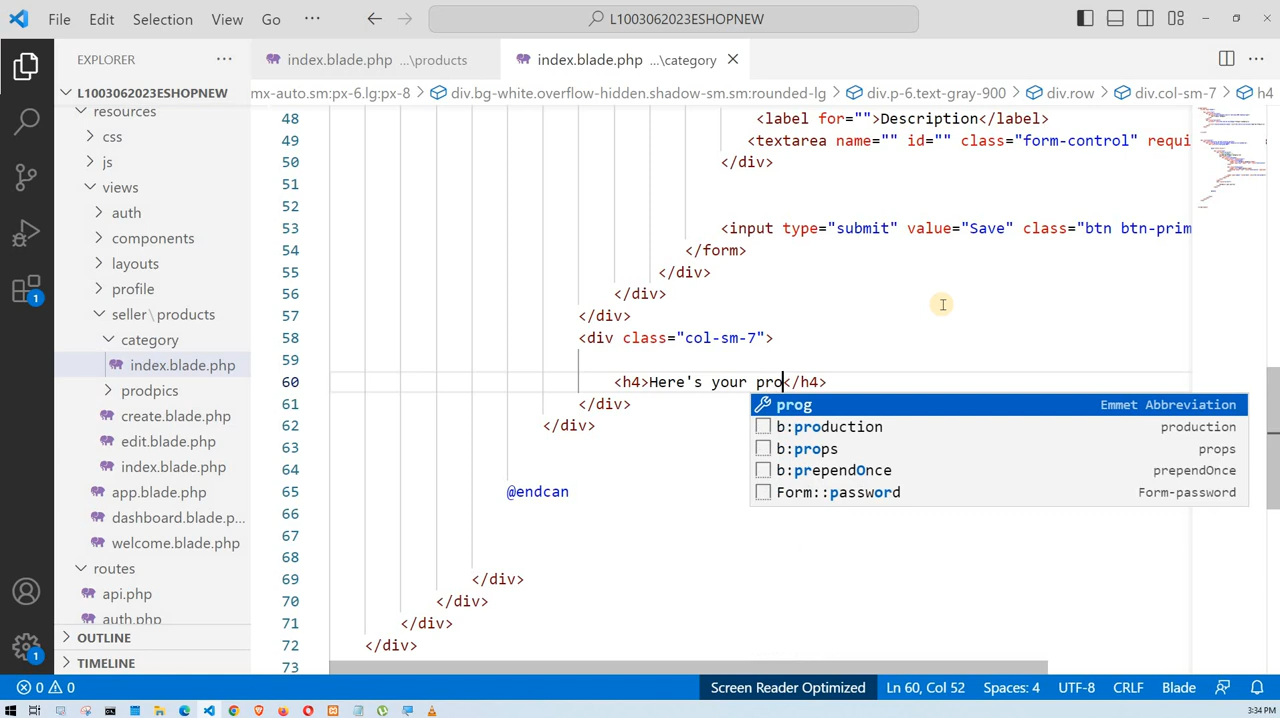 File Edit Selection View Go ··· L1003062023ESHOPNEW
EXPLORER ···
index.blade.php ...\products
index.blade.php ...\category
L1003062023ESHOPNEW
mx-auto.sm:px-6.lg:px-8 > div.bg-white.overflow-hidden.shadow-sm.sm:rounded-lg > div.p-6.text-gray-900 > div.row > div.col-sm-7 > h4
resources
css
js
views
auth
components
layouts
profile
seller\products
category
index.blade.php
prodpics
create.blade.php
edit.blade.php
index.blade.php
app.blade.php
dashboard.blade.p...
welcome.blade.php
routes
api.php
auth.php
OUTLINE
TIMELINE
1
1
48 <label for="">Description</label>
49 <textarea name="" id="" class="form-control" requi
50 </div>
51
52
53 <input type="submit" value="Save" class="btn btn-prim
54 </form>
55 </div>
56 </div>
57 </div>
58 <div class="col-sm-7">
59
60 <h4>Here's your pro</h4>
61 </div>
62 </div>
63
64
65 @endcan
66
67
68
69 </div>
70 </div>
71 </div>
72 </div>
73
prog Emmet Abbreviation
b:production production
b:props props
b:prependOnce prependOnce
Form::password Form-password
0 0 Screen Reader Optimized Ln 60, Col 52 Spaces: 4 UTF-8 CRLF Blade
3:34 PM